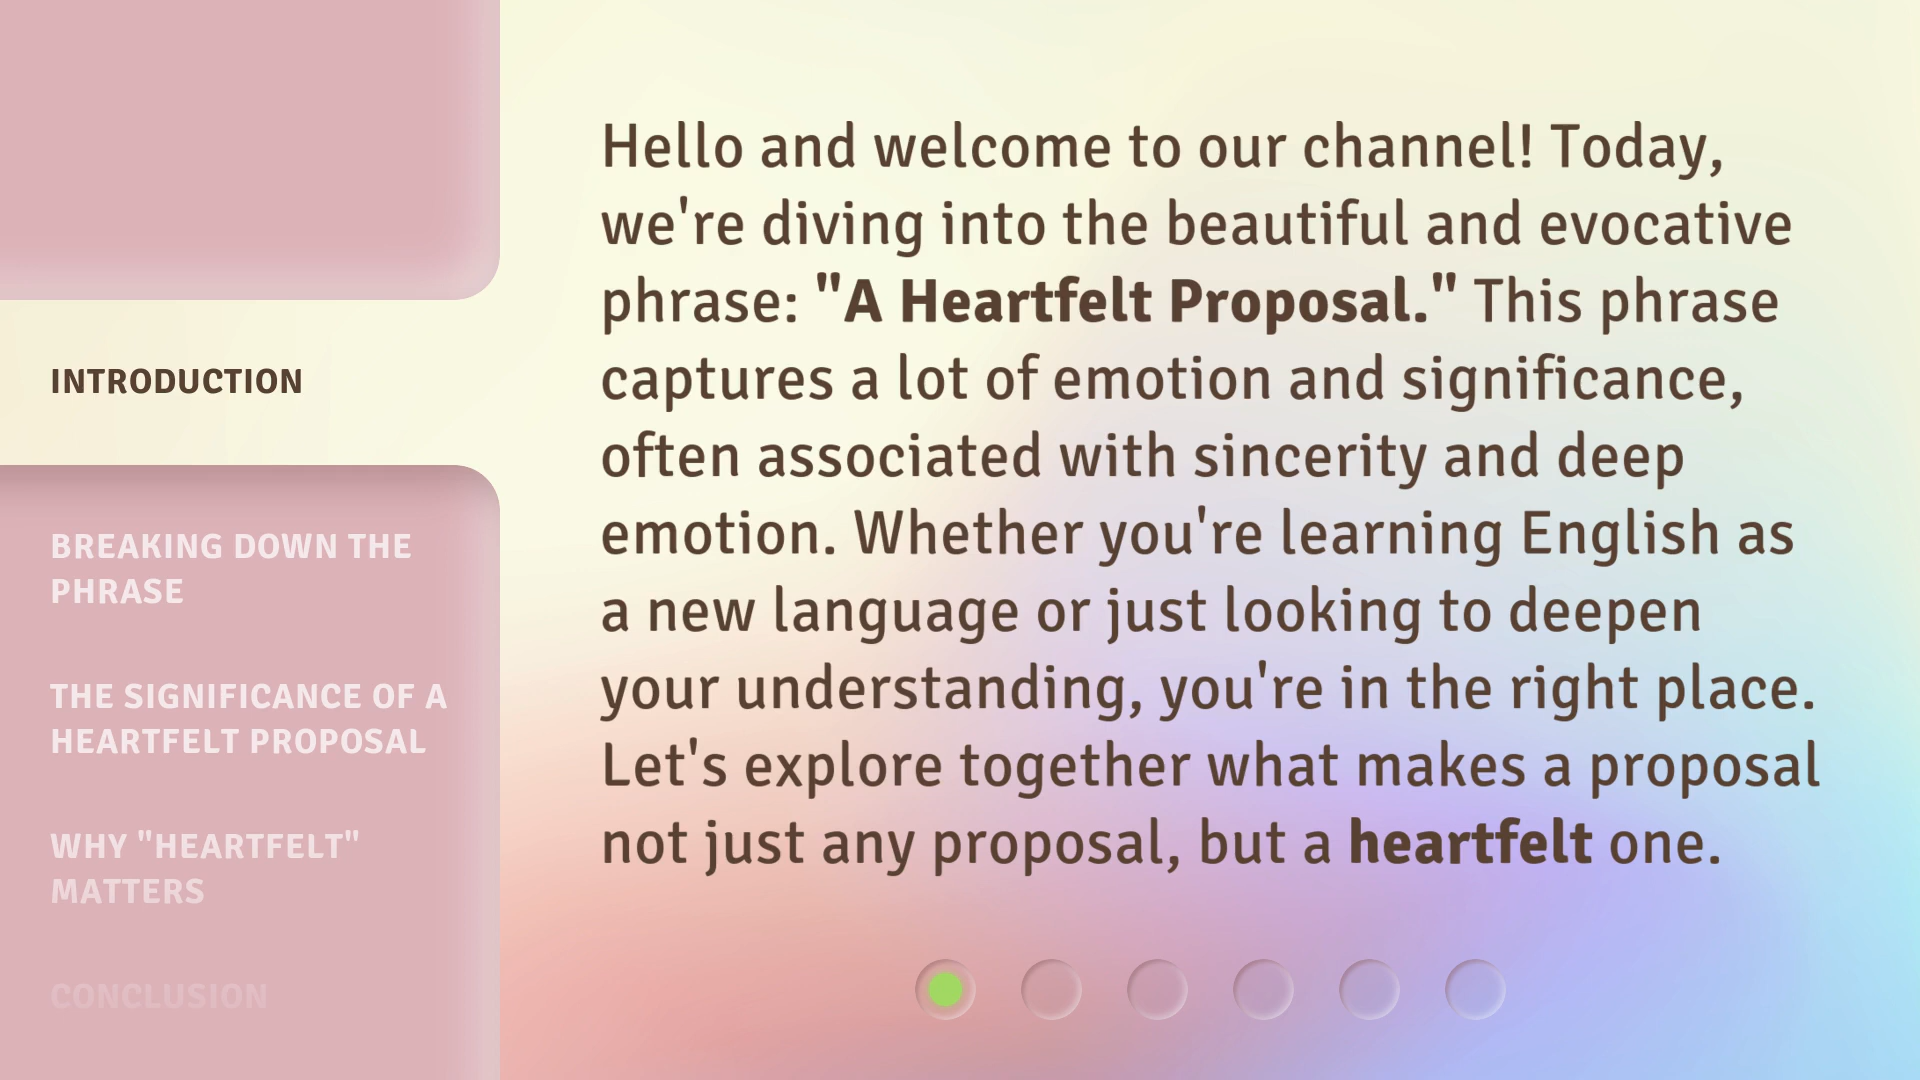 INTRODUCTION
BREAKING DOWN THE
PHRASE
THE SIGNIFICANCE OF A
HEARTFELT PROPOSAL
WHY "HEARTFELT"
MATTERS
CONCLUSION
Hello and welcome to our channel! Today,
we're diving into the beautiful and evocative
phrase: "A Heartfelt Proposal." This phrase
captures a lot of emotion and significance,
often associated with sincerity and deep
emotion. Whether you're learning English as
a new language or just looking to deepen
your understanding, you're in the right place.
Let's explore together what makes a proposal
not just any proposal, but a heartfelt one.